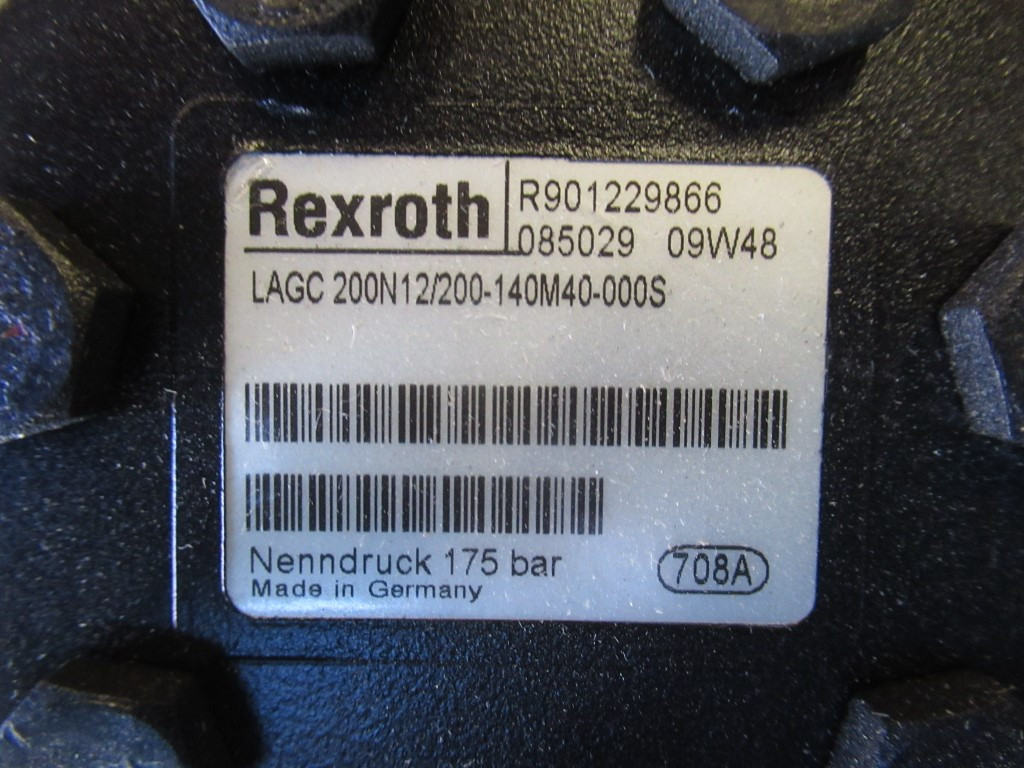 Rexroth
R901229866
085029 09W48
LAGC 200N12/200-140M40-000S
Nenndruck 175 bar
Made in Germany
708A